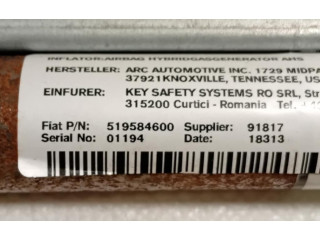 INFLATOR-AIRBAG HYBRIDGASGENERATOR AHS
HERSTELLER: ARC AUTOMOTIVE INC. 1729 MIDPA
37921KNOXVILLE, TENNESSEE, US
EINFURER: KEY SAFETY SYSTEMS RO SRL, Str
315200 Curtici - Romania Tel.
Fiat P/N: 519584600 Supplier: 91817
Serial No: 01194 Date: 18313